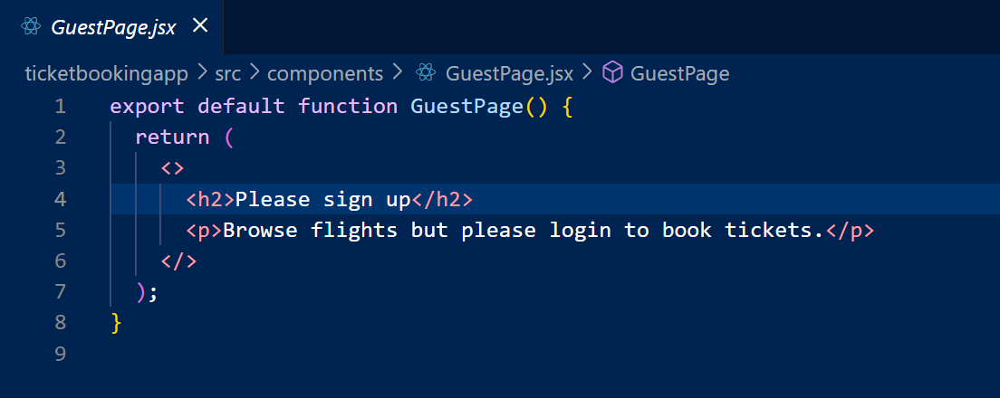 GuestPage.jsx
ticketbookingapp > src > components > GuestPage.jsx > GuestPage
1 export default function GuestPage() {
2   return (
3     <>
4       <h2>Please sign up</h2>
5       <p>Browse flights but please login to book tickets.</p>
6     </>
7   );
8 }
9